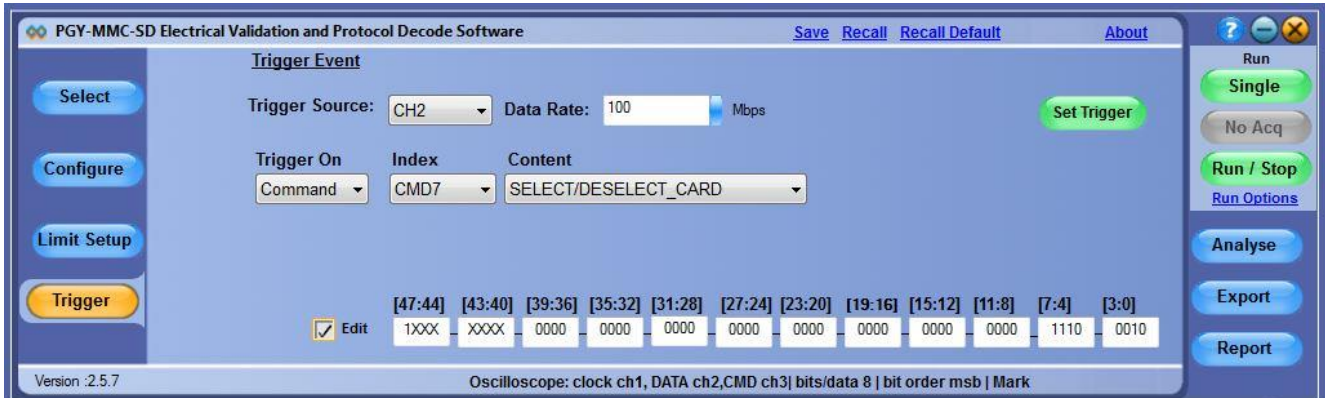 PGY-MMC-SD Electrical Validation and Protocol Decode Software Save Recall Recall Default About ?
Trigger Event
Trigger Source: CH2 Data Rate: 100 Mbps Set Trigger
Trigger On Index Content
Command CMD7 SELECT/DESELECT_CARD
[47:44] [43:40] [39:36] [35:32] [31:28] [27:24] [23:20] [19:16] [15:12] [11:8] [7:4] [3:0]
Edit 1XXX - XXXX - 0000 - 0000 - 0000 - 0000 - 0000 - 0000 - 0000 - 0000 - 1110 - 0010
Select
Configure
Limit Setup
Trigger
Run
Single
No Acq
Run / Stop
Run Options
Analyse
Export
Report
Version :2.5.7 Oscilloscope: clock ch1, DATA ch2,CMD ch3| bits/data 8 | bit order msb | Mark